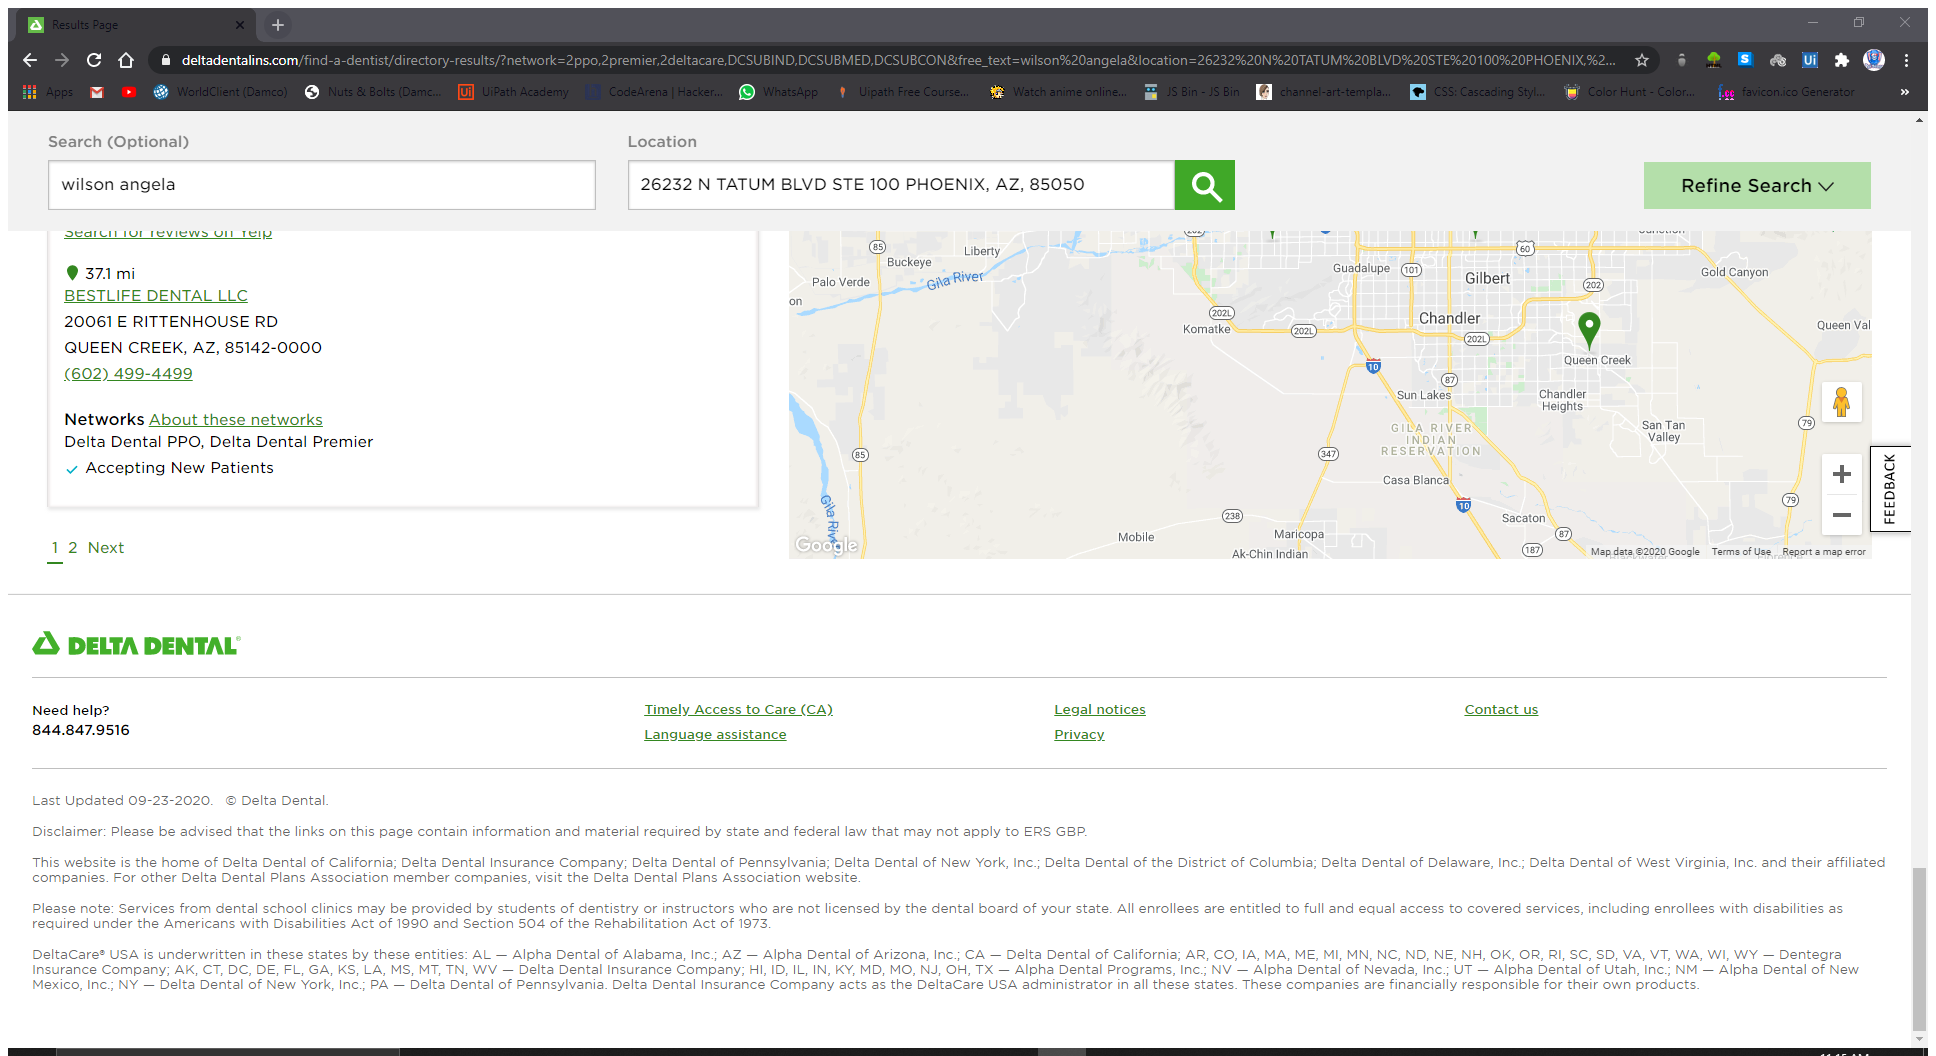 Results Page
deltadentalins.com/find-a-dentist/directory-results/?network=2ppo,2premier,2deltacare,DCSUBIND,DCSUBMED,DCSUBCON&free_text=wilson%20angela&location=26232%20N%20TATUM%20BLVD%20STE%20100%20PHOENIX,%2...
Apps WorldClient (Damco) Nuts & Bolts (Damc... UiPath Academy CodeArena | Hacker... WhatsApp Uipath Free Course... Watch anime online... JS Bin - JS Bin channel-art-templa... CSS: Cascading Styl... Color Hunt - Color... favicon.ico Generator »
Search (Optional)
wilson angela
Location
26232 N TATUM BLVD STE 100 PHOENIX, AZ, 85050
Refine Search
Search for reviews on Yelp
37.1 mi
BESTLIFE DENTAL LLC
20061 E RITTENHOUSE RD
QUEEN CREEK, AZ, 85142-0000
(602) 499-4499
Networks About these networks
Delta Dental PPO, Delta Dental Premier
Accepting New Patients
1 2 Next
202
Junction
85
Liberty
60
Buckeye
Guadalupe
101
Gilbert
Gold Canyon
Palo Verde
Gila River
202
on
202L
Chandler
Komatke
202L
202L
Queen Val
Queen Creek
10
87
Sun Lakes
Chandler
Heights
79
GILA RIVER
INDIAN
RESERVATION
San Tan
Valley
85
347
Casa Blanca
79
Gila River
10
238
Sacaton
87
Mobile
Maricopa
187
Ak-Chin Indian
Google
Map data ©2020 Google Terms of Use Report a map error
FEEDBACK
DELTA DENTAL®
Need help?
844.847.9516
Timely Access to Care (CA)
Language assistance
Legal notices
Privacy
Contact us
Last Updated 09-23-2020. © Delta Dental.
Disclaimer: Please be advised that the links on this page contain information and material required by state and federal law that may not apply to ERS GBP.
This website is the home of Delta Dental of California; Delta Dental Insurance Company; Delta Dental of Pennsylvania; Delta Dental of New York, Inc.; Delta Dental of the District of Columbia; Delta Dental of Delaware, Inc.; Delta Dental of West Virginia, Inc. and their affiliated
companies. For other Delta Dental Plans Association member companies, visit the Delta Dental Plans Association website.
Please note: Services from dental school clinics may be provided by students of dentistry or instructors who are not licensed by the dental board of your state. All enrollees are entitled to full and equal access to covered services, including enrollees with disabilities as
required under the Americans with Disabilities Act of 1990 and Section 504 of the Rehabilitation Act of 1973.
DeltaCare® USA is underwritten in these states by these entities: AL — Alpha Dental of Alabama, Inc.; AZ — Alpha Dental of Arizona, Inc.; CA — Delta Dental of California; AR, CO, IA, MA, ME, MI, MN, NC, ND, NE, NH, OK, OR, RI, SC, SD, VA, VT, WA, WI, WY — Dentegra
Insurance Company; AK, CT, DC, DE, FL, GA, KS, LA, MS, MT, TN, WV — Delta Dental Insurance Company; HI, ID, IL, IN, KY, MD, MO, NJ, OH, TX — Alpha Dental Programs, Inc.; NV — Alpha Dental of Nevada, Inc.; UT — Alpha Dental of Utah, Inc.; NM — Alpha Dental of New
Mexico, Inc.; NY — Delta Dental of New York, Inc.; PA — Delta Dental of Pennsylvania. Delta Dental Insurance Company acts as the DeltaCare USA administrator in all these states. These companies are financially responsible for their own products.